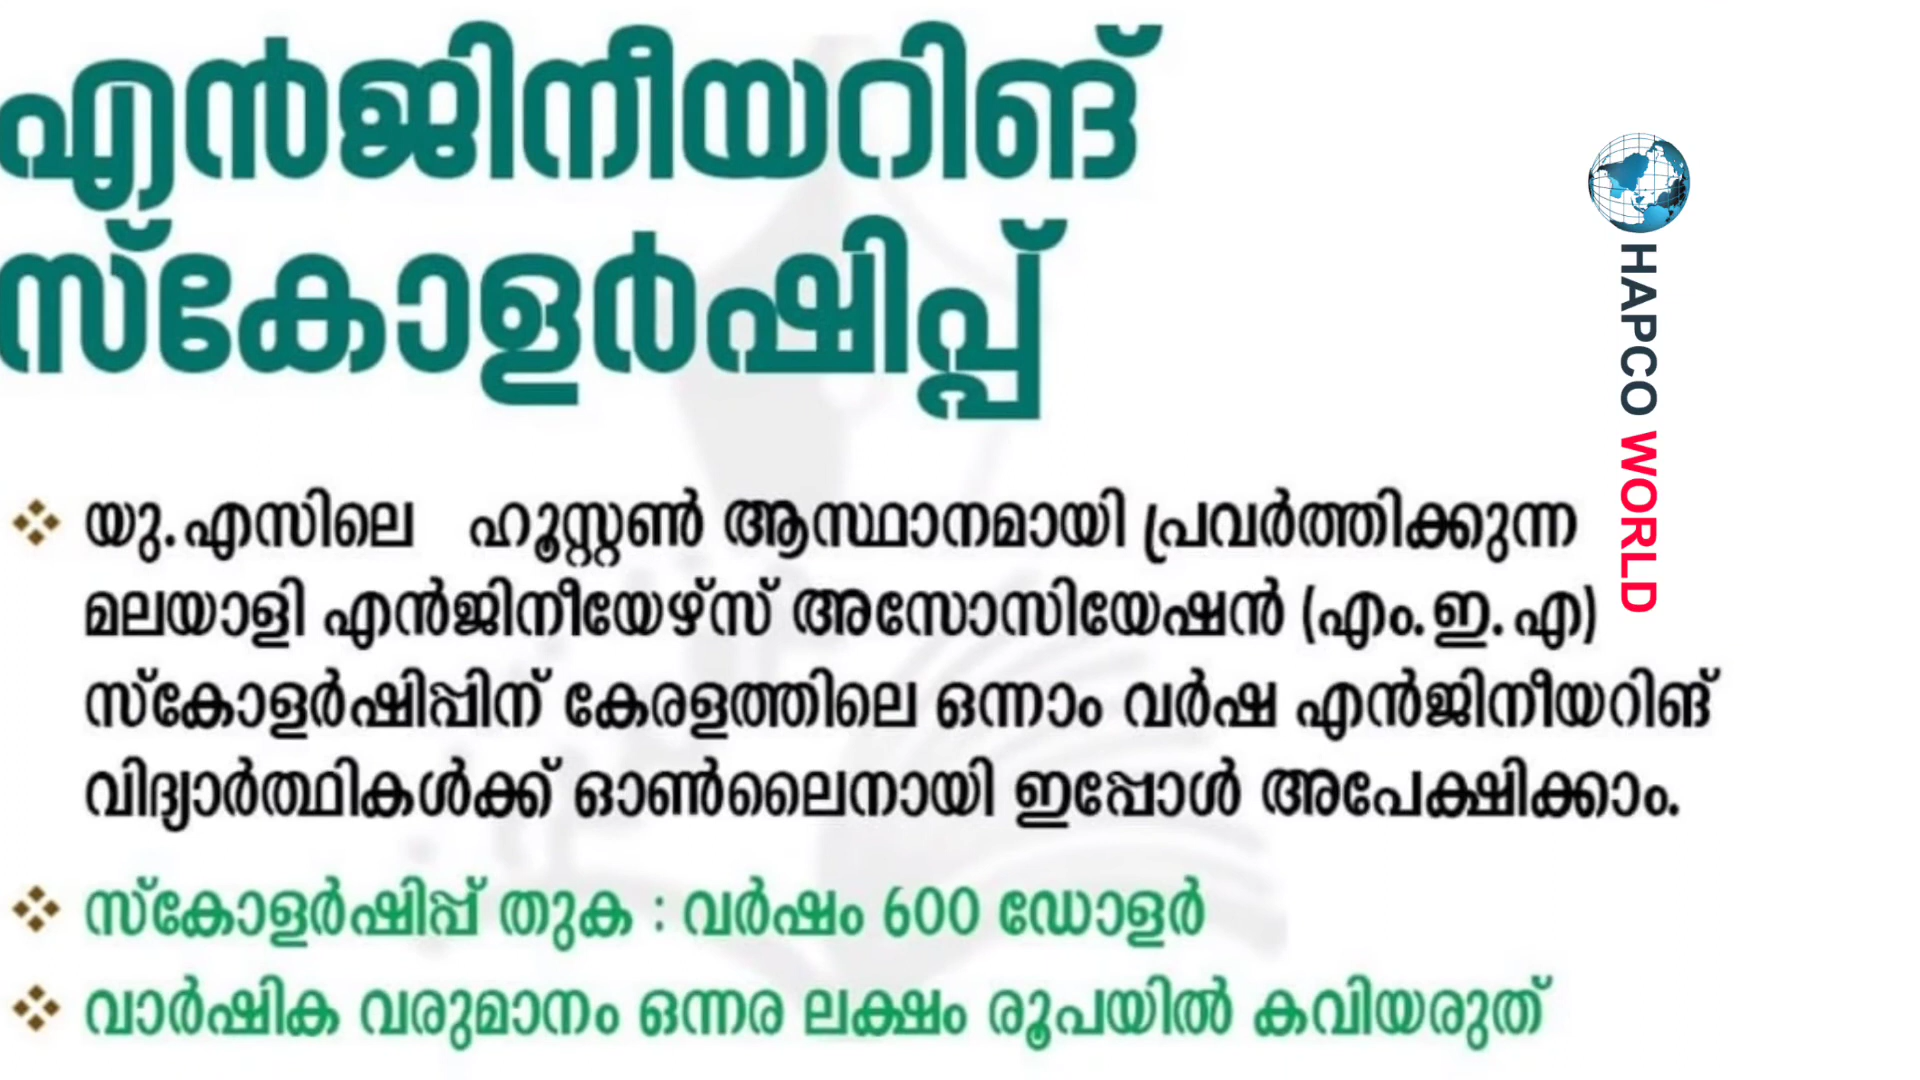 എൻജിനീയറിങ്
സ്കോളർഷിപ്പ്
യു.എസിലെ ഹൂസ്റ്റൺ ആസ്ഥാനമായി പ്രവർത്തിക്കുന്ന
മലയാളി എൻജിനീയേഴ്സ് അസോസിയേഷൻ (എം.ഇ.എ)
സ്കോളർഷിപ്പിന് കേരളത്തിലെ ഒന്നാം വർഷ എൻജിനീയറിങ്
വിദ്യാർത്ഥികൾക്ക് ഓൺലൈനായി ഇപ്പോൾ അപേക്ഷിക്കാം.
സ്കോളർഷിപ്പ് തുക : വർഷം 600 ഡോളർ
വാർഷിക വരുമാനം ഒന്നര ലക്ഷം രൂപയിൽ കവിയരുത്
HAPCO WORLD